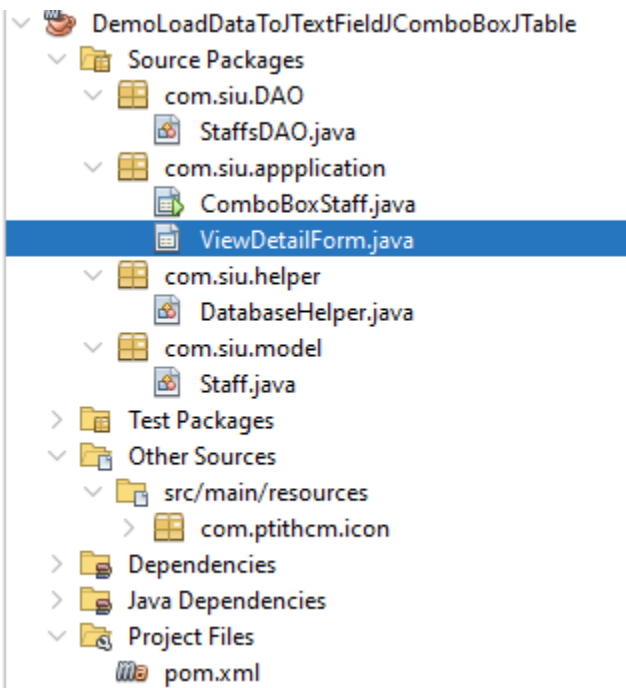 DemoLoadDataToJTextFieldJComboBoxJTable
Source Packages
com.siu.DAO
StaffsDAO.java
com.siu.appplication
ComboBoxStaff.java
ViewDetailForm.java
com.siu.helper
DatabaseHelper.java
com.siu.model
Staff.java
Test Packages
Other Sources
src/main/resources
com.ptithcm.icon
Dependencies
Java Dependencies
Project Files
pom.xml